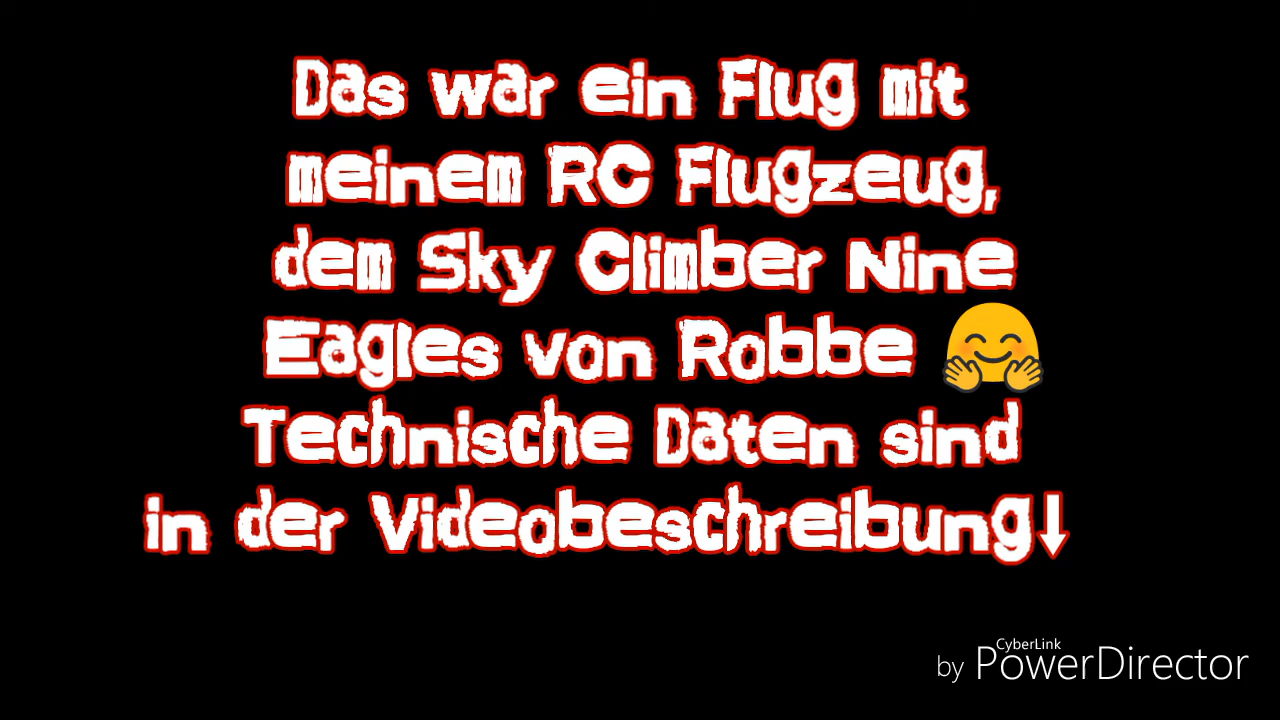 Das war ein Flug mit
meinem RC Flugzeug,
dem Sky Climber Nine
Eagles von Robbe 🤗
Technische Daten sind
in der Videobeschreibung↓
CyberLink
by PowerDirector